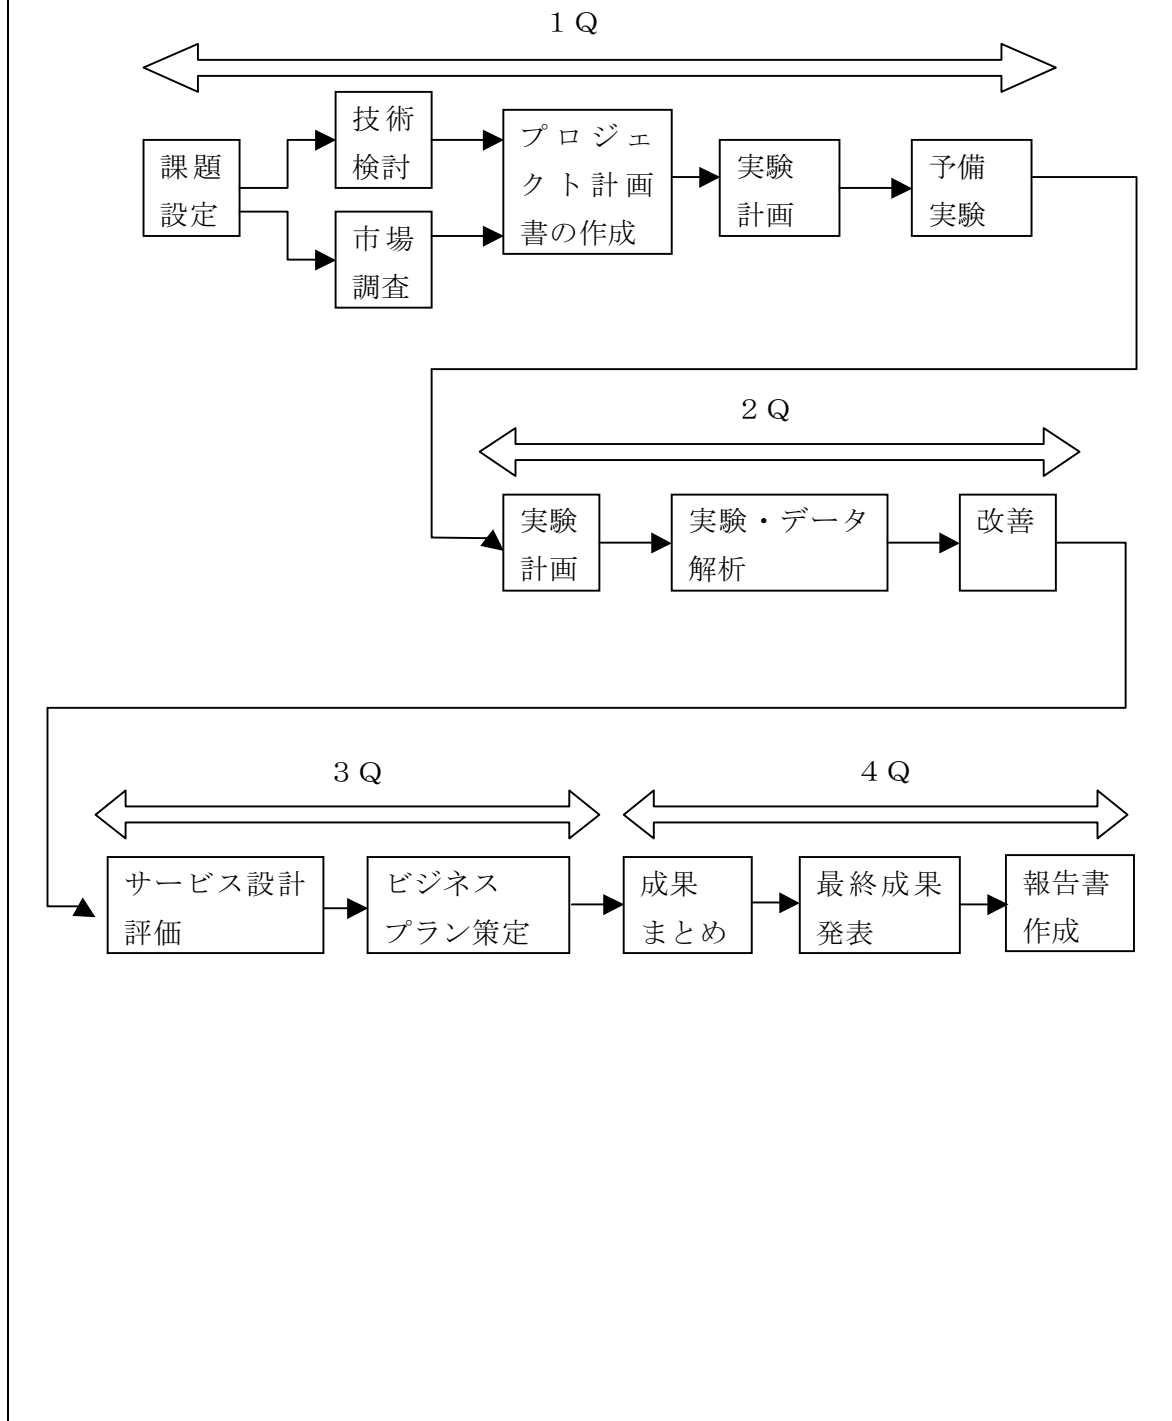 １Ｑ
課題
設定
技術
検討
市場
調査
プロジェ
クト計画
書の作成
実験
計画
予備
実験
２Ｑ
実験
計画
実験・データ
解析
改善
３Ｑ
サービス設計
評価
ビジネス
プラン策定
４Ｑ
成果
まとめ
最終成果
発表
報告書
作成